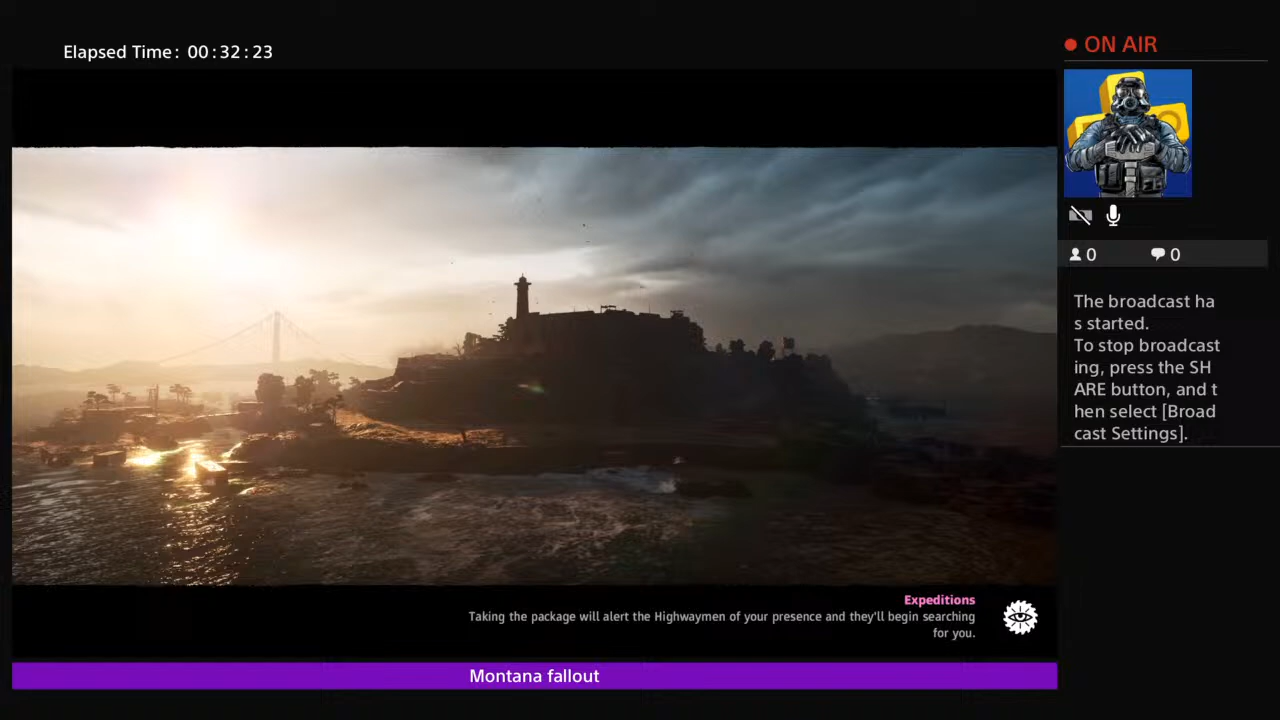 Elapsed Time: 00:32:23
ON AIR
0 0
The broadcast ha
s started.
To stop broadcast
ing, press the SH
ARE button, and t
hen select [Broad
cast Settings].
Expeditions
Taking the package will alert the Highwaymen of your presence and they'll begin searching
for you.
Montana fallout